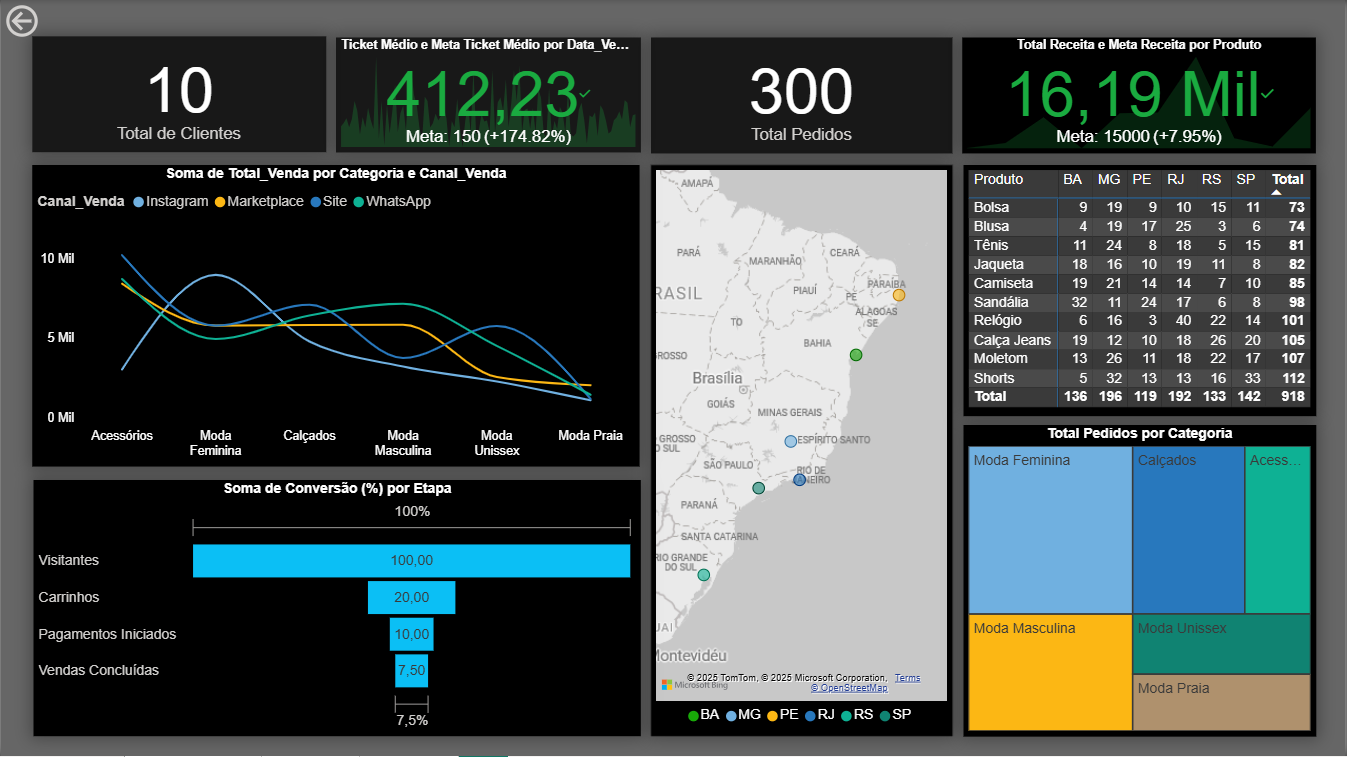 10
Total de Clientes
Ticket Médio e Meta Ticket Médio por Data_Ve...
412,23
Meta: 150 (+174.82%)
300
Total Pedidos
Total Receita e Meta Receita por Produto
16,19 Mil
Meta: 15000 (+7.95%)
Soma de Total_Venda por Categoria e Canal_Venda
Canal_Venda Instagram Marketplace Site WhatsApp
10 Mil
5 Mil
0 Mil
Acessórios
Moda
Feminina
Calçados
Moda
Masculina
Moda
Unissex
Moda Praia
Soma de Conversão (%) por Etapa
100%
Visitantes 100,00
Carrinhos 20,00
Pagamentos Iniciados 10,00
Vendas Concluídas 7,50
7,5%
AMAPÁ
PARÁ
MARANHÃO
CEARÁ
RASIL
PIAUÍ
PARAÍBA
PE
ALAGOAS
SE
TO
BAHIA
GROSSO
Brasília
GOIÁS
MINAS GERAIS
GROSSO
O SUL
ESPÍRITO SANTO
SÃO PAULO
RIO DE
JANEIRO
PARANÁ
SANTA CATARINA
RIO GRANDE
DO SUL
UAI
Montevidéu
© 2025 TomTom, © 2025 Microsoft Corporation, Terms
Microsoft Bing
© OpenStreetMap
BA MG PE RJ RS SP
Produto BA MG PE RJ RS SP Total
Bolsa 9 19 9 10 15 11 73
Blusa 4 19 17 25 3 6 74
Tênis 11 24 8 18 5 15 81
Jaqueta 18 16 10 19 11 8 82
Camiseta 19 21 14 14 7 10 85
Sandália 32 11 24 17 6 8 98
Relógio 6 16 3 40 22 14 101
Calça Jeans 19 12 10 18 26 20 105
Moletom 13 26 11 18 22 17 107
Shorts 5 32 13 13 16 33 112
Total 136 196 119 192 133 142 918
Total Pedidos por Categoria
Moda Feminina
Calçados
Acess...
Moda Masculina
Moda Unissex
Moda Praia